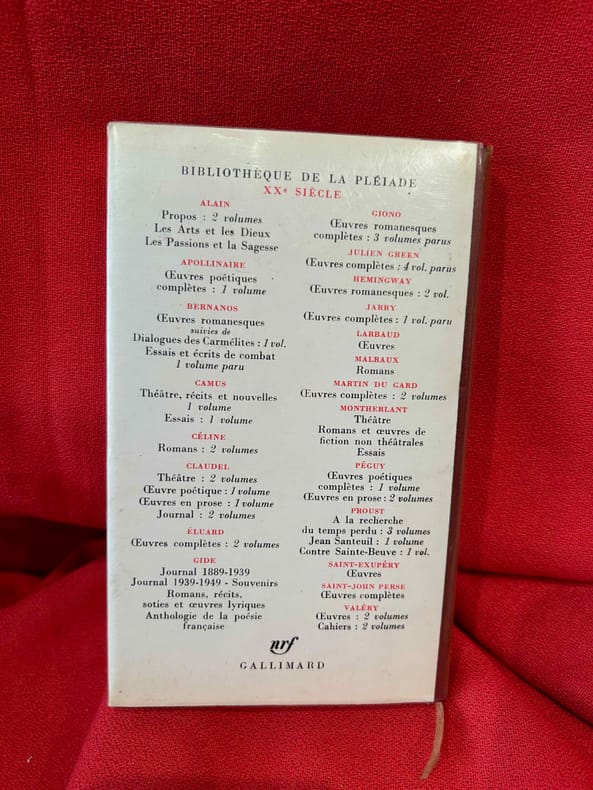 BIBLIOTHÈQUE DE LA PLÉIADE
XXe SIÈCLE
ALAIN
Propos : 2 volumes
Les Arts et les Dieux
Les Passions et la Sagesse
APOLLINAIRE
Œuvres poétiques
complètes : 1 volume
BERNANOS
Œuvres romanesques
suivies de
Dialogues des Carmélites : 1 vol.
Essais et écrits de combat
1 volume paru
CAMUS
Théâtre, récits et nouvelles
1 volume
Essais : 1 volume
CÉLINE
Romans : 2 volumes
CLAUDEL
Théâtre : 2 volumes
Œuvre poétique : 1 volume
Œuvres en prose : 1 volume
Journal : 2 volumes
ÉLUARD
Œuvres complètes : 2 volumes
GIDE
Journal 1889-1939
Journal 1939-1949 - Souvenirs
Romans, récits,
soties et œuvres lyriques
Anthologie de la poésie
française
GIONO
Œuvres romanesques
complètes : 3 volumes parus
JULIEN GREEN
Œuvres complètes : 4 vol. parus
HEMINGWAY
Œuvres romanesques : 2 vol.
JARRY
Œuvres complètes : 1 vol. paru
LARBAUD
Œuvres
MALRAUX
Romans
MARTIN DU GARD
Œuvres complètes : 2 volumes
MONTHERLANT
Théâtre
Romans et œuvres de
fiction non théâtrales
Essais
PÉGUY
Œuvres poétiques
complètes : 1 volume
Œuvres en prose : 2 volumes
PROUST
A la recherche
du temps perdu : 3 volumes
Jean Santeuil : 1 volume
Contre Sainte-Beuve : 1 vol.
SAINT-EXUPÉRY
Œuvres
SAINT-JOHN PERSE
Œuvres complètes
VALÉRY
Œuvres : 2 volumes
Cahiers : 2 volumes
nrf
GALLIMARD